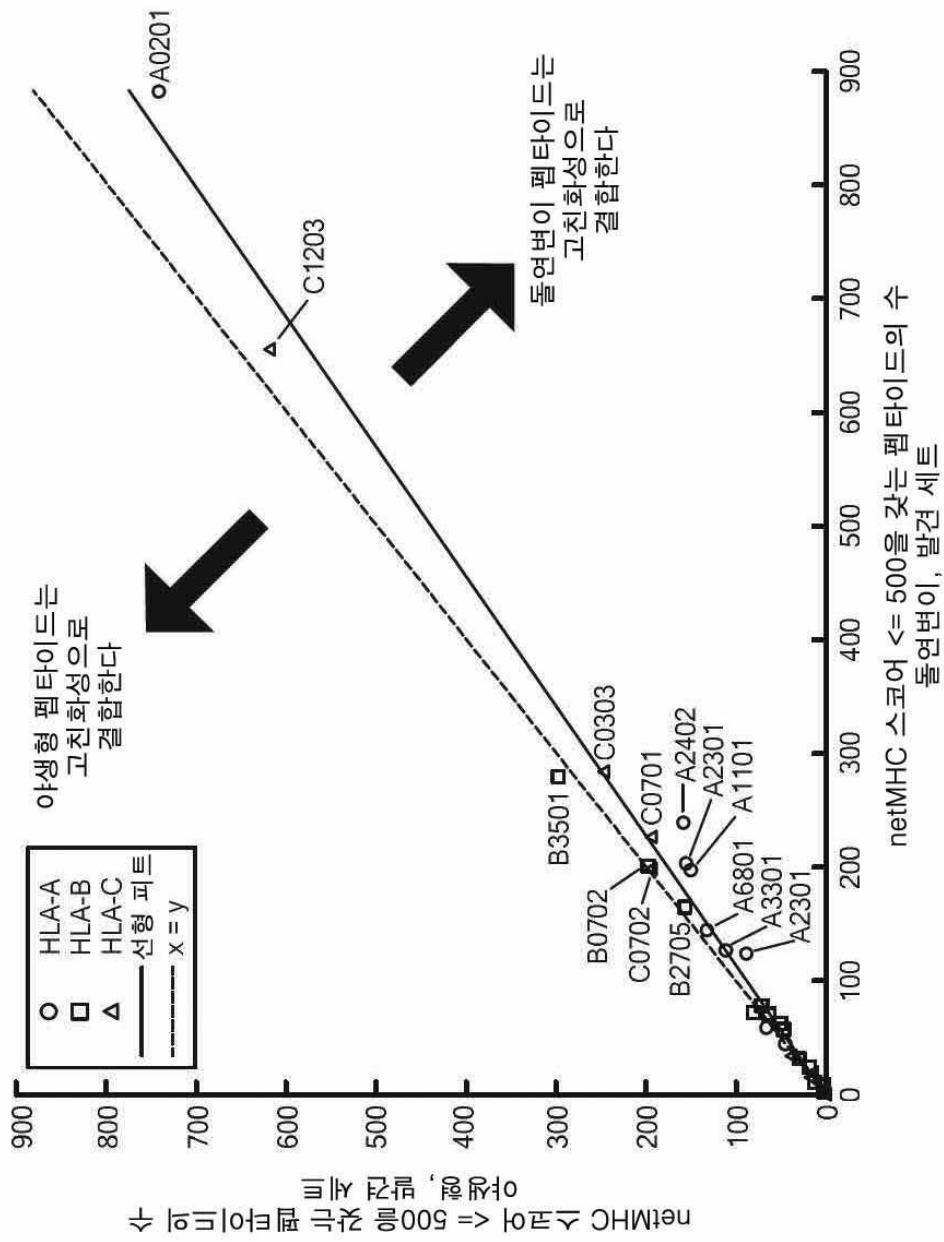 900
800
700
600
500
400
300
200
100
0
netMHC 스코어 <= 500을 갖는 펩타이드의 수
야생형, 발견 세트
HLA-A
HLA-B
HLA-C
선형 피트
x = y
야생형 펩타이드는
고친화성으로
결합한다
돌연변이 펩타이드는
고친화성으로
결합한다
A0201
C1203
B3501
C0303
B0702
C0702
C0701
B2705
A2402
A2301
A1101
A6801
A3301
A2301
0
100
200
300
400
500
600
700
800
900
netMHC 스코어 <= 500을 갖는 펩타이드의 수
돌연변이, 발견 세트